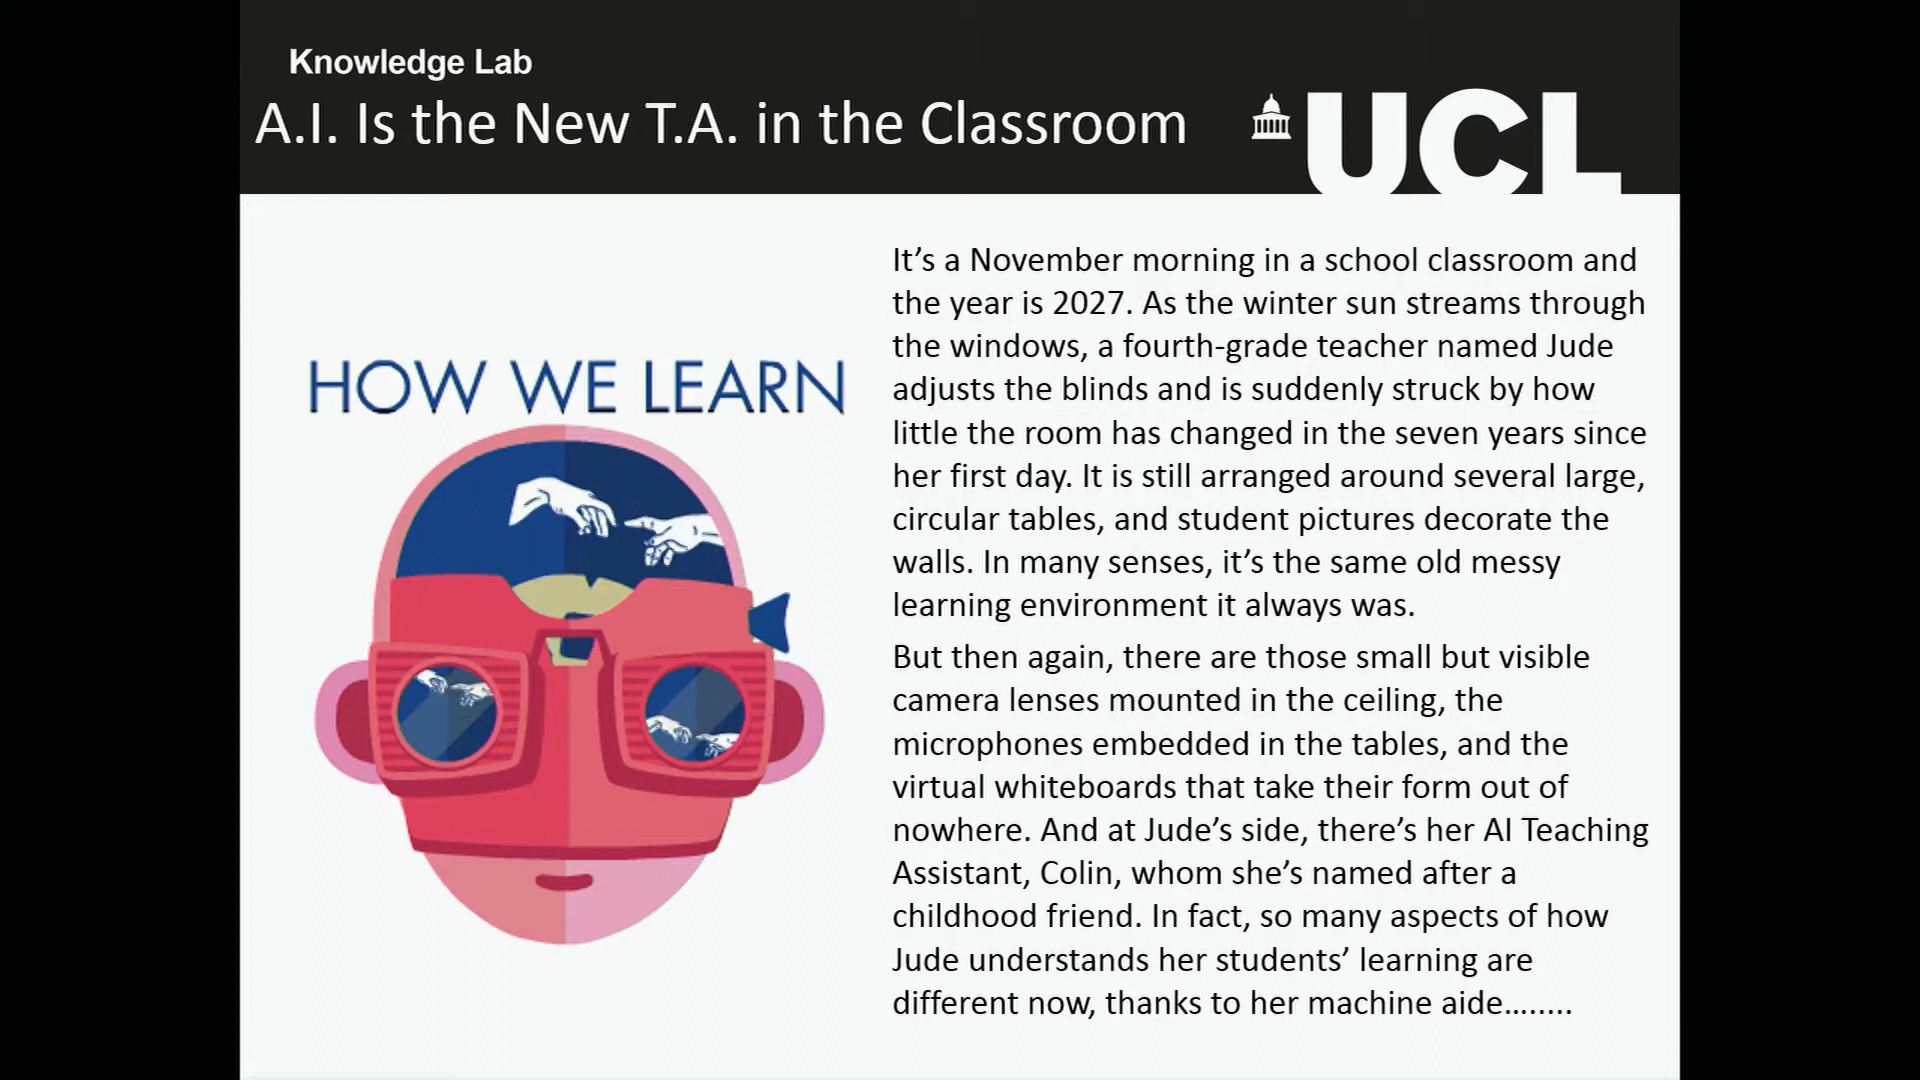 Knowledge Lab
A.I. Is the New T.A. in the Classroom
UCL
HOW WE LEARN
It’s a November morning in a school classroom and
the year is 2027. As the winter sun streams through
the windows, a fourth-grade teacher named Jude
adjusts the blinds and is suddenly struck by how
little the room has changed in the seven years since
her first day. It is still arranged around several large,
circular tables, and student pictures decorate the
walls. In many senses, it’s the same old messy
learning environment it always was.
But then again, there are those small but visible
camera lenses mounted in the ceiling, the
microphones embedded in the tables, and the
virtual whiteboards that take their form out of
nowhere. And at Jude’s side, there’s her AI Teaching
Assistant, Colin, whom she’s named after a
childhood friend. In fact, so many aspects of how
Jude understands her students’ learning are
different now, thanks to her machine aide….....